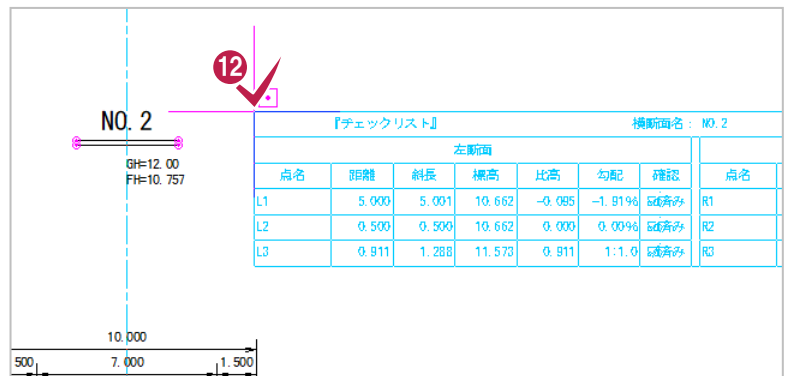 ⑫
NO. 2
GH=12. 00
FH=10. 757
『チェックリスト』 横断面名： NO. 2
左断面
点名 距離 斜長 標高 比高 勾配 確認 点名
L1 5. 000 5. 001 10. 662 -0. 095 -1. 91% 確認済み R1
L2 0. 500 0. 500 10. 662 0. 000 0. 00% 確認済み R2
L3 0. 911 1. 288 11. 573 0. 911 1:1. 0 確認済み R3
10. 000
500 7. 000 1. 500